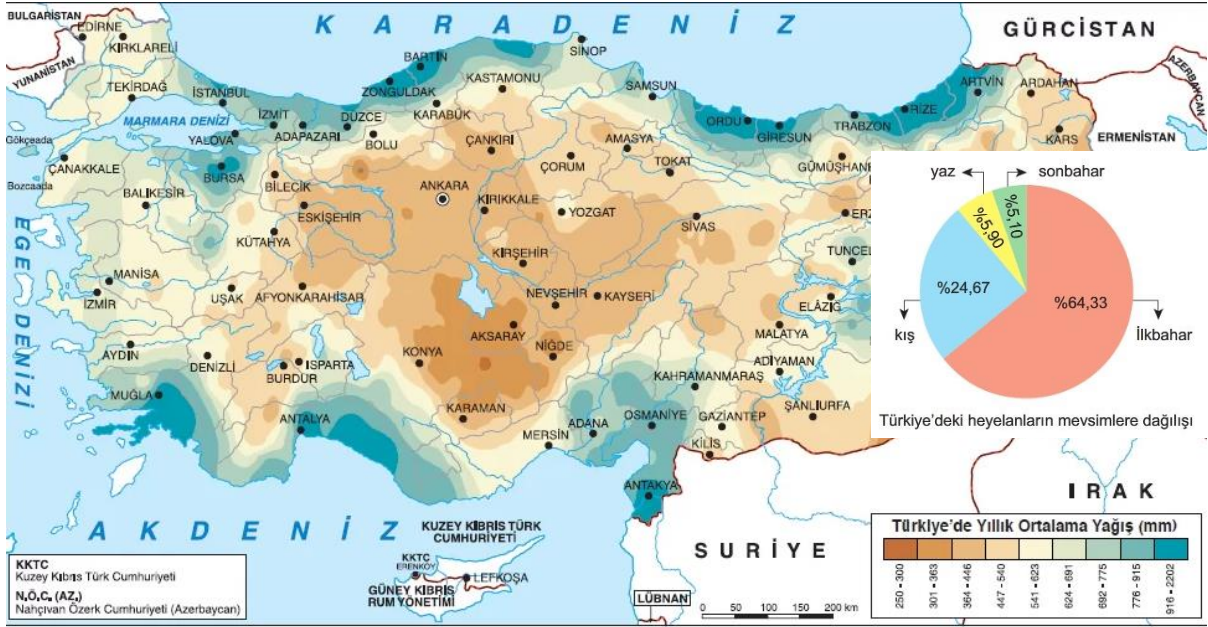 BULGARİSTAN
EDİRNE
KIRKLARELİ
YUNANİSTAN
TEKİRDAĞ
İSTANBUL
MARMARA DENİZİ
Gökçeada
Bozcaada
ÇANAKKALE
KARADENİZ
GÜRCİSTAN
AZERBAYCAN
ERMENİSTAN
İZMİT
YALOVA
ADAPAZARI
DÜZCE
BOLU
ZONGULDAK
BARTIN
KARABÜK
KASTAMONU
SİNOP
SAMSUN
ORDU
GİRESUN
TRABZON
RİZE
ARTVİN
ARDAHAN
KARS
BURSA
BALIKESİR
BİLECİK
ESKİŞEHİR
KÜTAHYA
ANKARA
ÇANKIRI
KIRIKKALE
ÇORUM
AMASYA
TOKAT
YOZGAT
SİVAS
GÜMÜŞHAN
ERZ
TUNCEL
EGE DENİZİ
MANİSA
İZMİR
UŞAK
AFYONKARAHİSAR
KIRŞEHİR
NEVŞEHİR
KAYSERİ
AKSARAY
NİĞDE
KONYA
AYDIN
DENİZLİ
BURDUR
ISPARTA
MUĞLA
ANTALYA
KARAMAN
MERSİN
ADANA
OSMANİYE
KAHRAMANMARAŞ
GAZİANTEP
KİLİS
ANTAKYA
ELÂZIĞ
MALATYA
ADIYAMAN
ŞANLIURFA
yaz
sonbahar
%5,90
%5,10
%24,67
%64,33
kış
İlkbahar
Türkiye'deki heyelanların mevsimlere dağılışı
AKDENİZ
KUZEY KIBRIS TÜRK
CUMHURİYETİ
KKTC
ERENKÖY
LEFKOŞA
GÜNEY KIBRIS
RUM YÖNETİMİ
SURİYE
LÜBNAN
IRAK
0 50 100 150 200 km
KKTC
Kuzey Kıbrıs Türk Cumhuriyeti
N.Ö.C. (AZ.)
Nahçıvan Özerk Cumhuriyeti (Azerbaycan)
Türkiye'de Yıllık Ortalama Yağış (mm)
250 - 300
301 - 363
364 - 446
447 - 540
541 - 623
624 - 691
692 - 775
776 - 915
916 - 2202